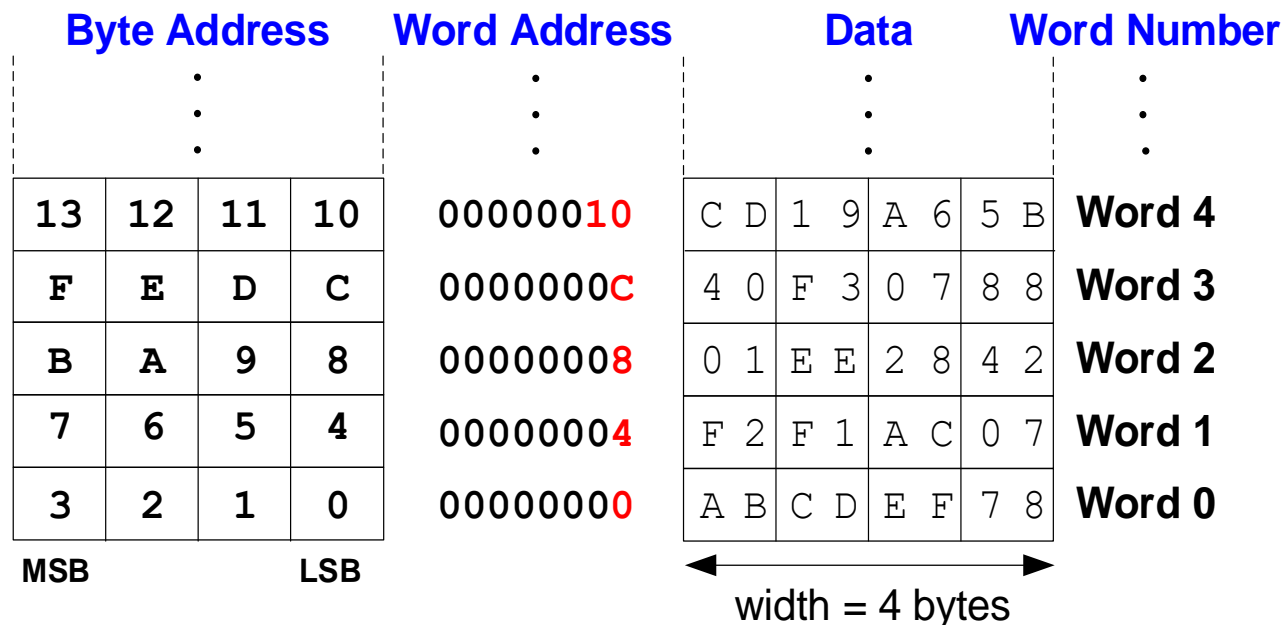 Byte Address Word Address Data Word Number
13 12 11 10 00000010 C D 1 9 A 6 5 B Word 4
F E D C 0000000C 4 0 F 3 0 7 8 8 Word 3
B A 9 8 00000008 0 1 E E 2 8 4 2 Word 2
7 6 5 4 00000004 F 2 F 1 A C 0 7 Word 1
3 2 1 0 00000000 A B C D E F 7 8 Word 0
MSB LSB
width = 4 bytes